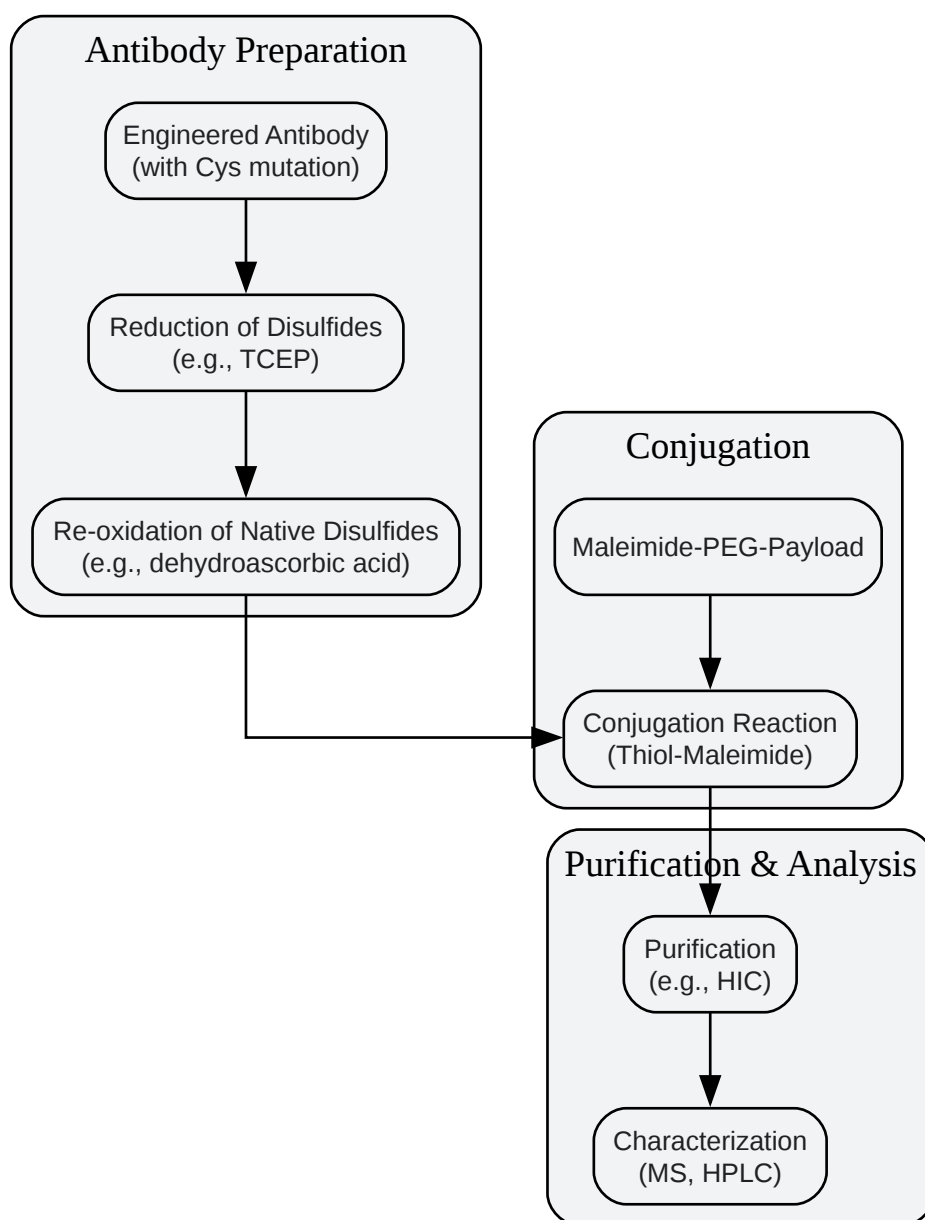 Antibody Preparation
Engineered Antibody
(with Cys mutation)
Reduction of Disulfides
(e.g., TCEP)
Re-oxidation of Native Disulfides
(e.g., dehydroascorbic acid)
Conjugation
Maleimide-PEG-Payload
Conjugation Reaction
(Thiol-Maleimide)
Purification & Analysis
Purification
(e.g., HIC)
Characterization
(MS, HPLC)